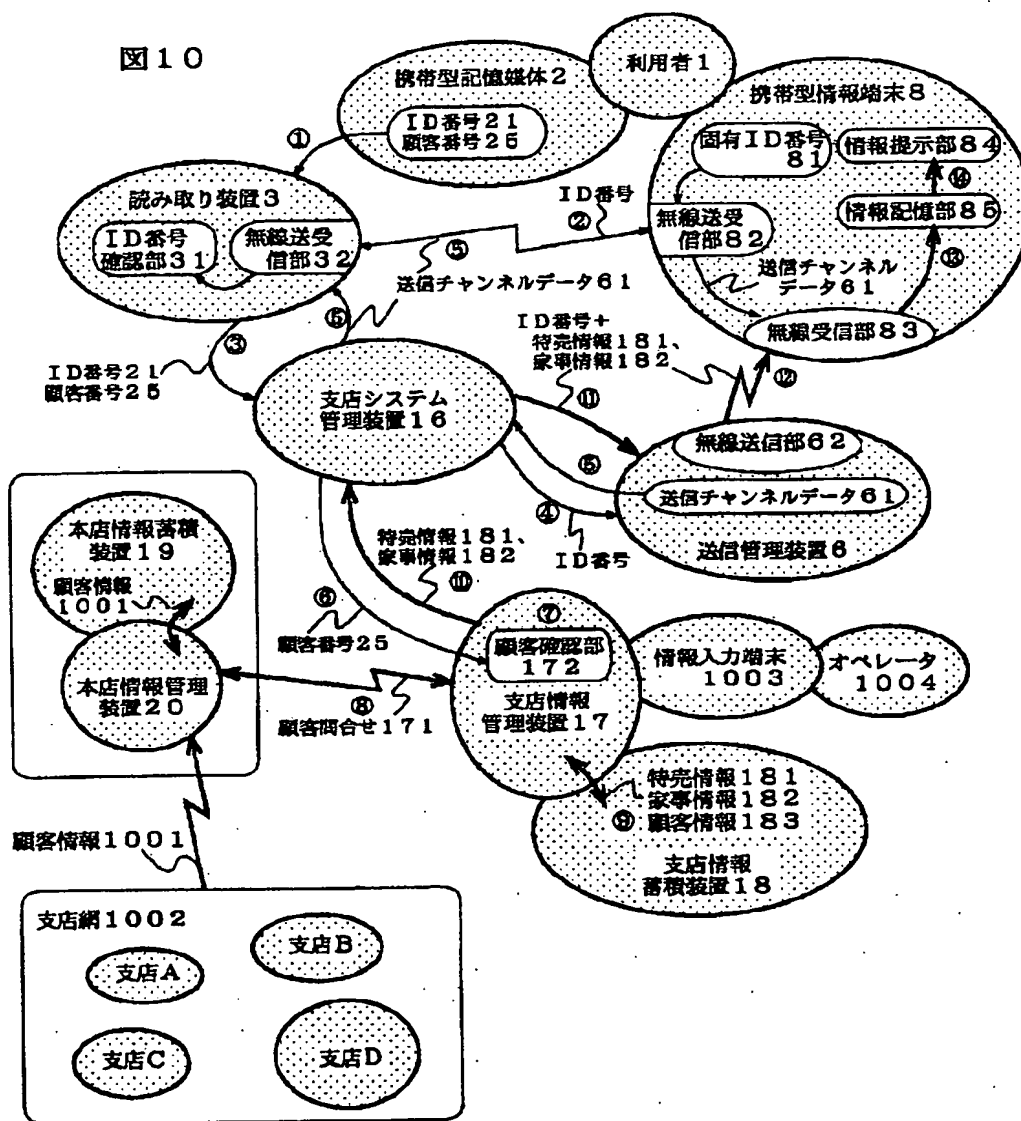 図10
利用者1
携帯型記憶媒体2
ID番号21
顧客番号25
①
携帯型情報端末8
固有ID番号
81
情報提示部84
⑭
情報記憶部85
⑬
無線送受
信部82
送信チャンネル
データ61
無線受信部83
読み取り装置3
ID番号
確認部31
無線送受
信部32
ID番号
②
⑤
送信チャンネルデータ61
⑤
③
ID番号21
顧客番号25
ID番号+
特売情報181、
家事情報182
⑫
⑪
支店システム
管理装置16
無線送信部62
⑤
送信チャンネルデータ61
④
ID番号
送信管理装置6
本店情報蓄積
装置19
顧客情報
1001
本店情報管理
装置20
特売情報181、
家事情報182
⑩
⑥
顧客番号25
⑦
顧客確認部
172
支店情報
管理装置17
情報入力端末
1003
オペレータ
1004
⑧
顧客問合せ171
特売情報181
家事情報182
⑨
顧客情報183
支店情報
蓄積装置18
顧客情報1001
支店網1002
支店A
支店B
支店C
支店D